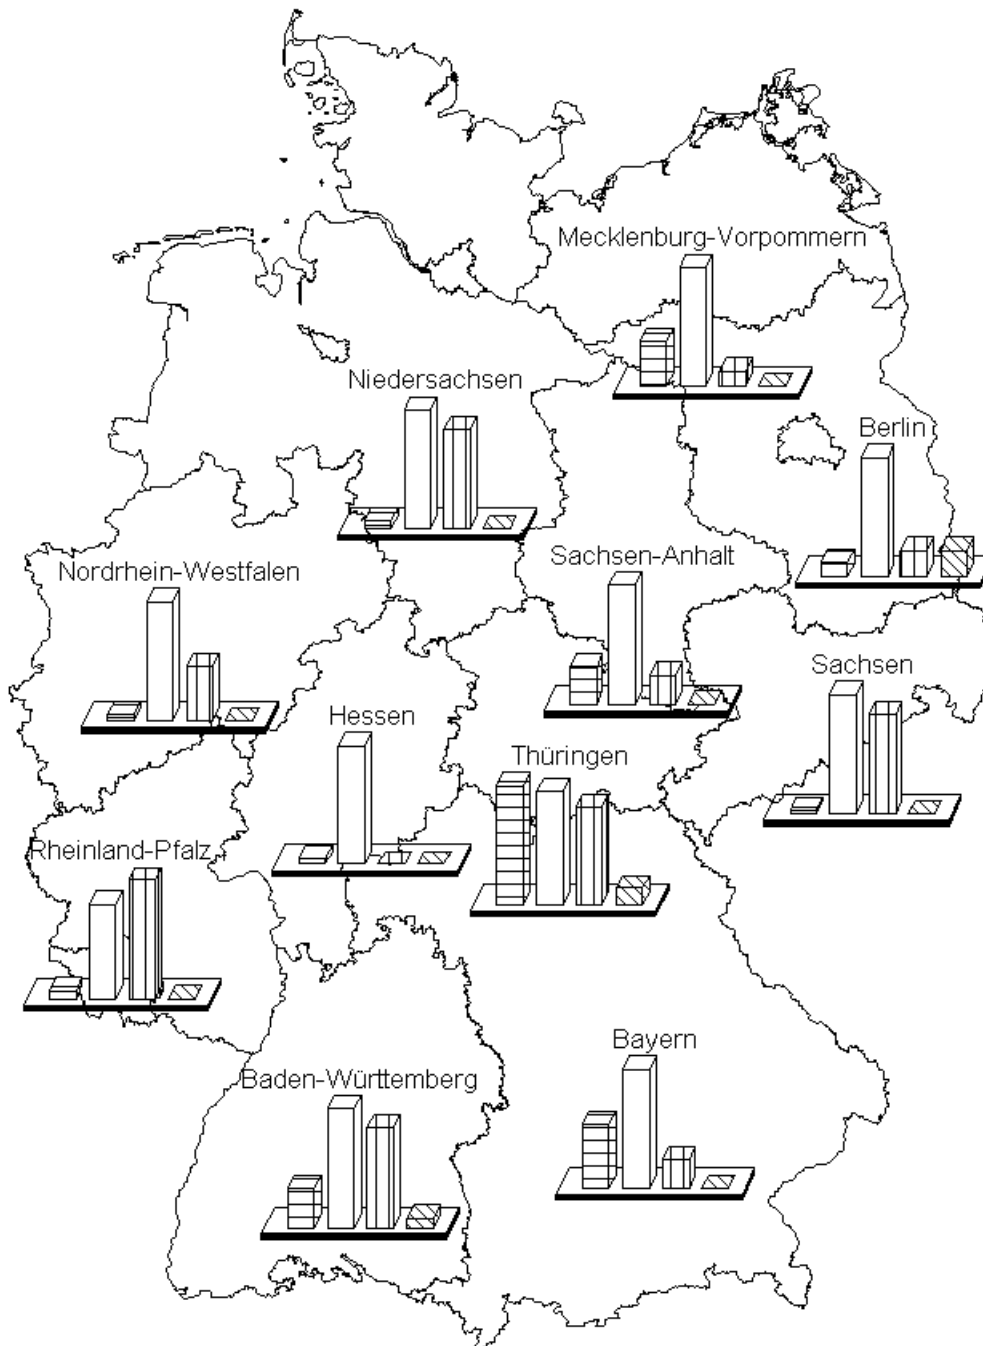 Mecklenburg-Vorpommern
Niedersachsen
Berlin
Sachsen-Anhalt
Nordrhein-Westfalen
Sachsen
Hessen
Thüringen
Rheinland-Pfalz
Bayern
Baden-Württemberg